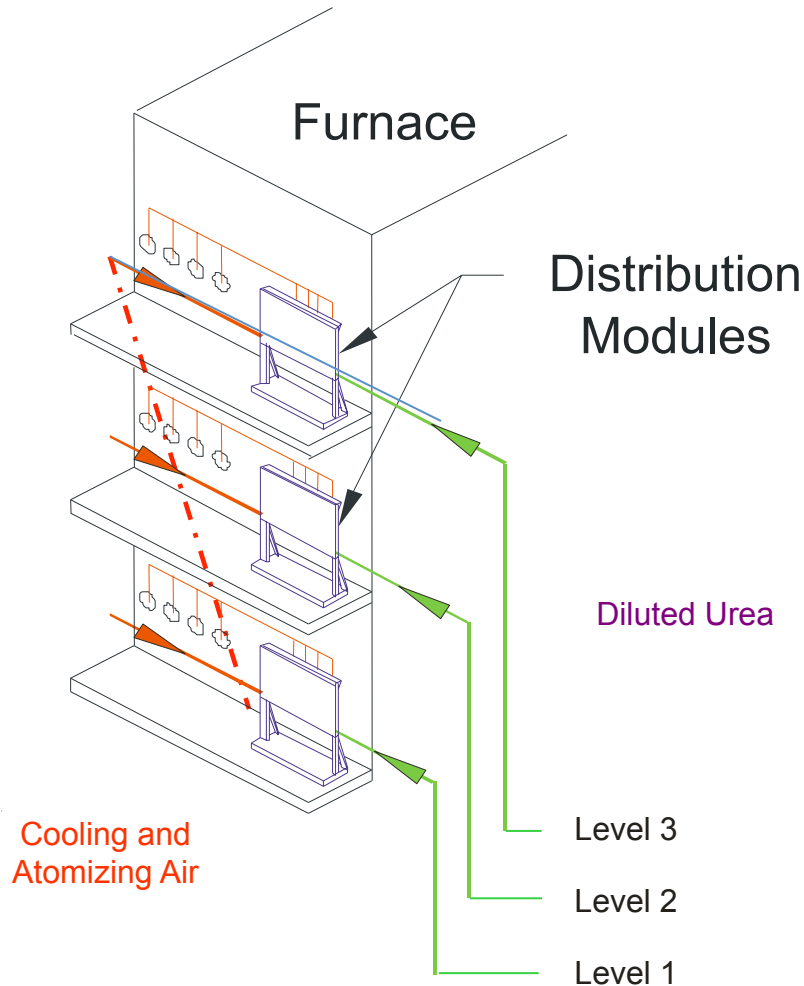 Furnace
Distribution
Modules
Diluted Urea
Cooling and
Atomizing Air
Level 3
Level 2
Level 1